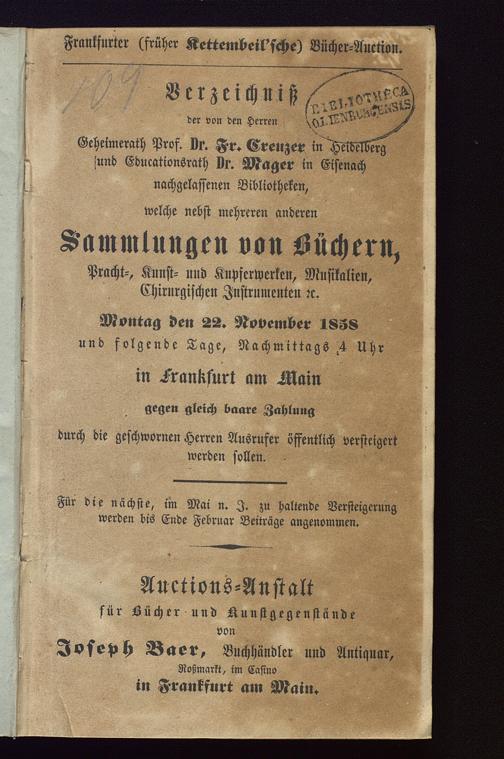 Frankfurter (früher Kettembeil'sche) Bücher-Auction.
109
Verzeichniß
BIBLIOTHECA
OLIENBURGENSIS
der von den Herren
Geheimerath Prof. Dr. Fr. Creuzer in Heidelberg
und Educationsrath Dr. Mager in Eisenach
nachgelassenen Bibliotheken,
welche nebst mehreren anderen
Sammlungen von Büchern,
Pracht-, Kunst- und Kupferwerken, Musikalien,
Chirurgischen Instrumenten ꝛc.
Montag den 22. November 1858
und folgende Tage, Nachmittags 4 Uhr
in Frankfurt am Main
gegen gleich baare Zahlung
durch die geschwornen Herren Ausrufer öffentlich versteigert
werden sollen.
Für die nächste, im Mai n. J. zu haltende Versteigerung
werden bis Ende Februar Beiträge angenommen.
Auctions-Anstalt
für Bücher und Kunstgegenstände
von
Joseph Baer, Buchhändler und Antiquar,
Roßmarkt, im Casino
in Frankfurt am Main.